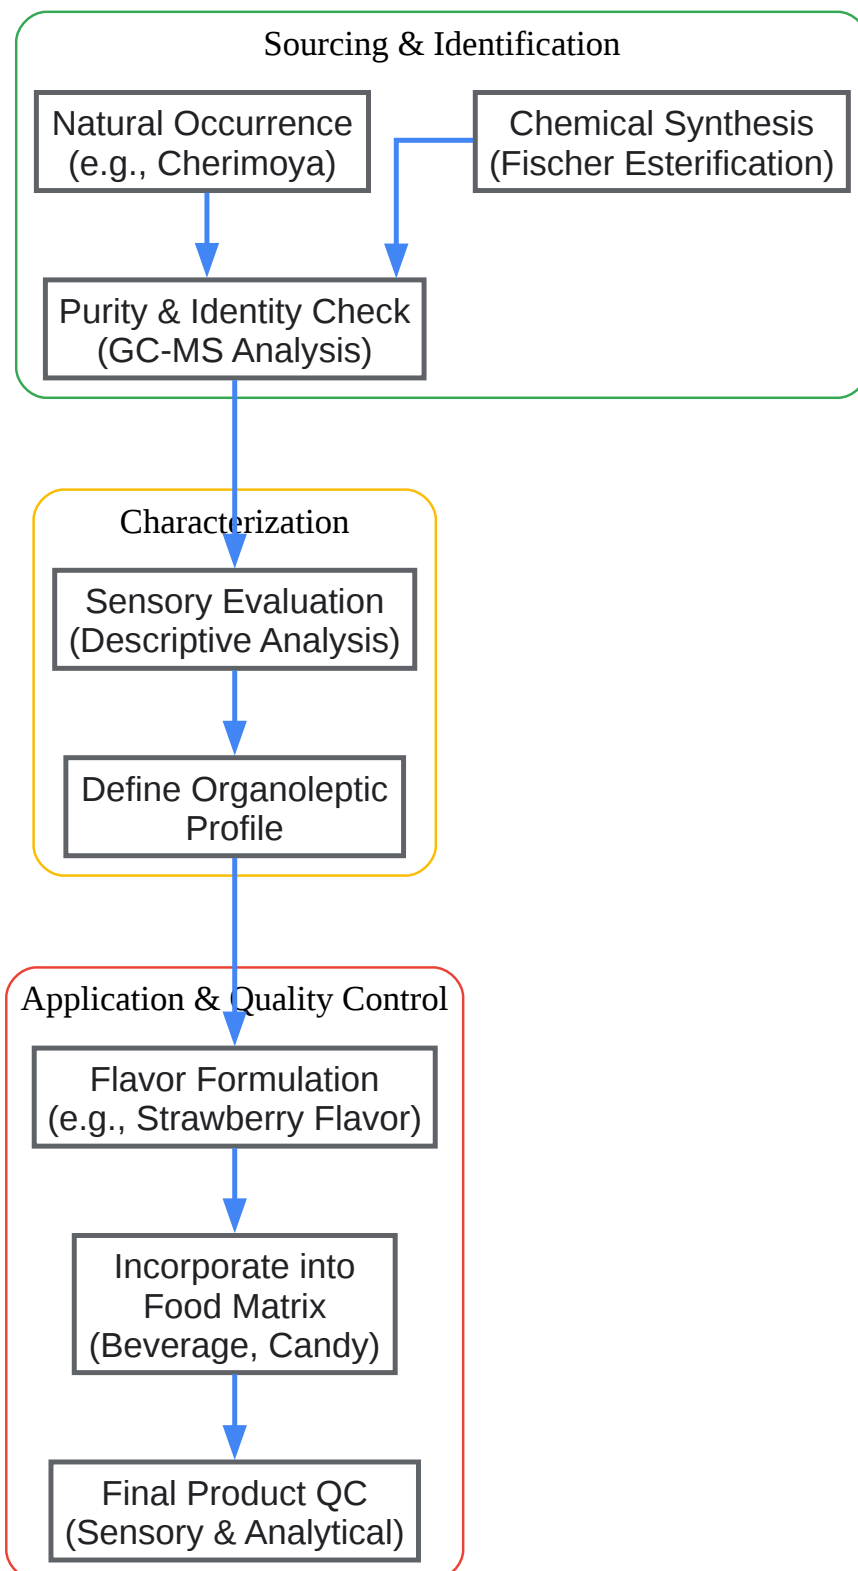 Sourcing & Identification
Natural Occurrence
(e.g., Cherimoya)
Chemical Synthesis
(Fischer Esterification)
Purity & Identity Check
(GC-MS Analysis)
Characterization
Sensory Evaluation
(Descriptive Analysis)
Define Organoleptic
Profile
Application & Quality Control
Flavor Formulation
(e.g., Strawberry Flavor)
Incorporate into
Food Matrix
(Beverage, Candy)
Final Product QC
(Sensory & Analytical)